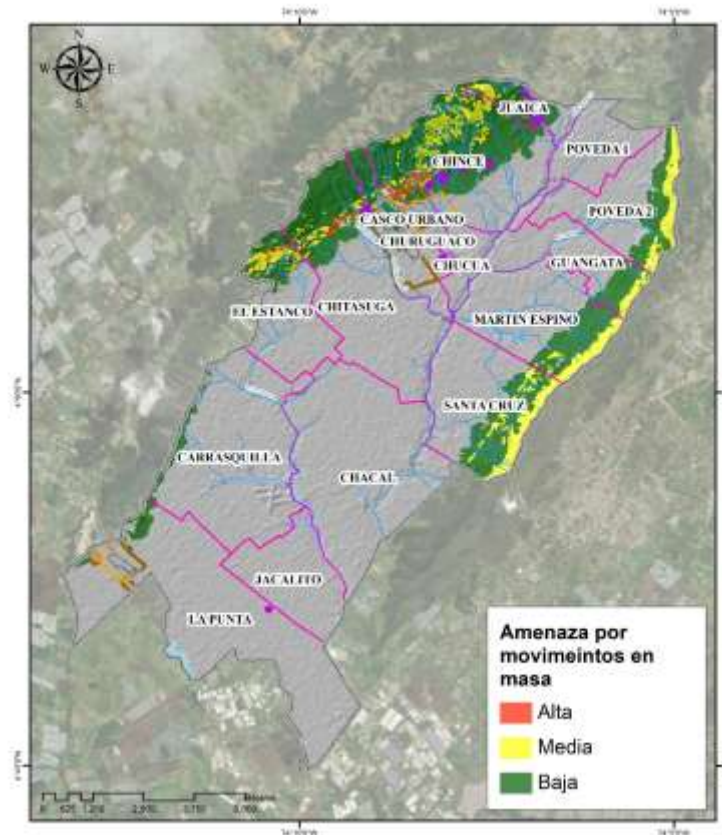 N
W E
S
JUAICA
POVEDA 1
CHINCE
POVEDA 2
CASCO URBANO
CHURUGUACO
CHUCUA
GUANGATA
EL ESTANCO
CHITASUGA
MARTIN ESPINO
SANTA CRUZ
CARRASQUILLA
CHACAL
JACALITO
LA PUNTA
Amenaza por
movimeintos en
masa
Alta
Media
Baja